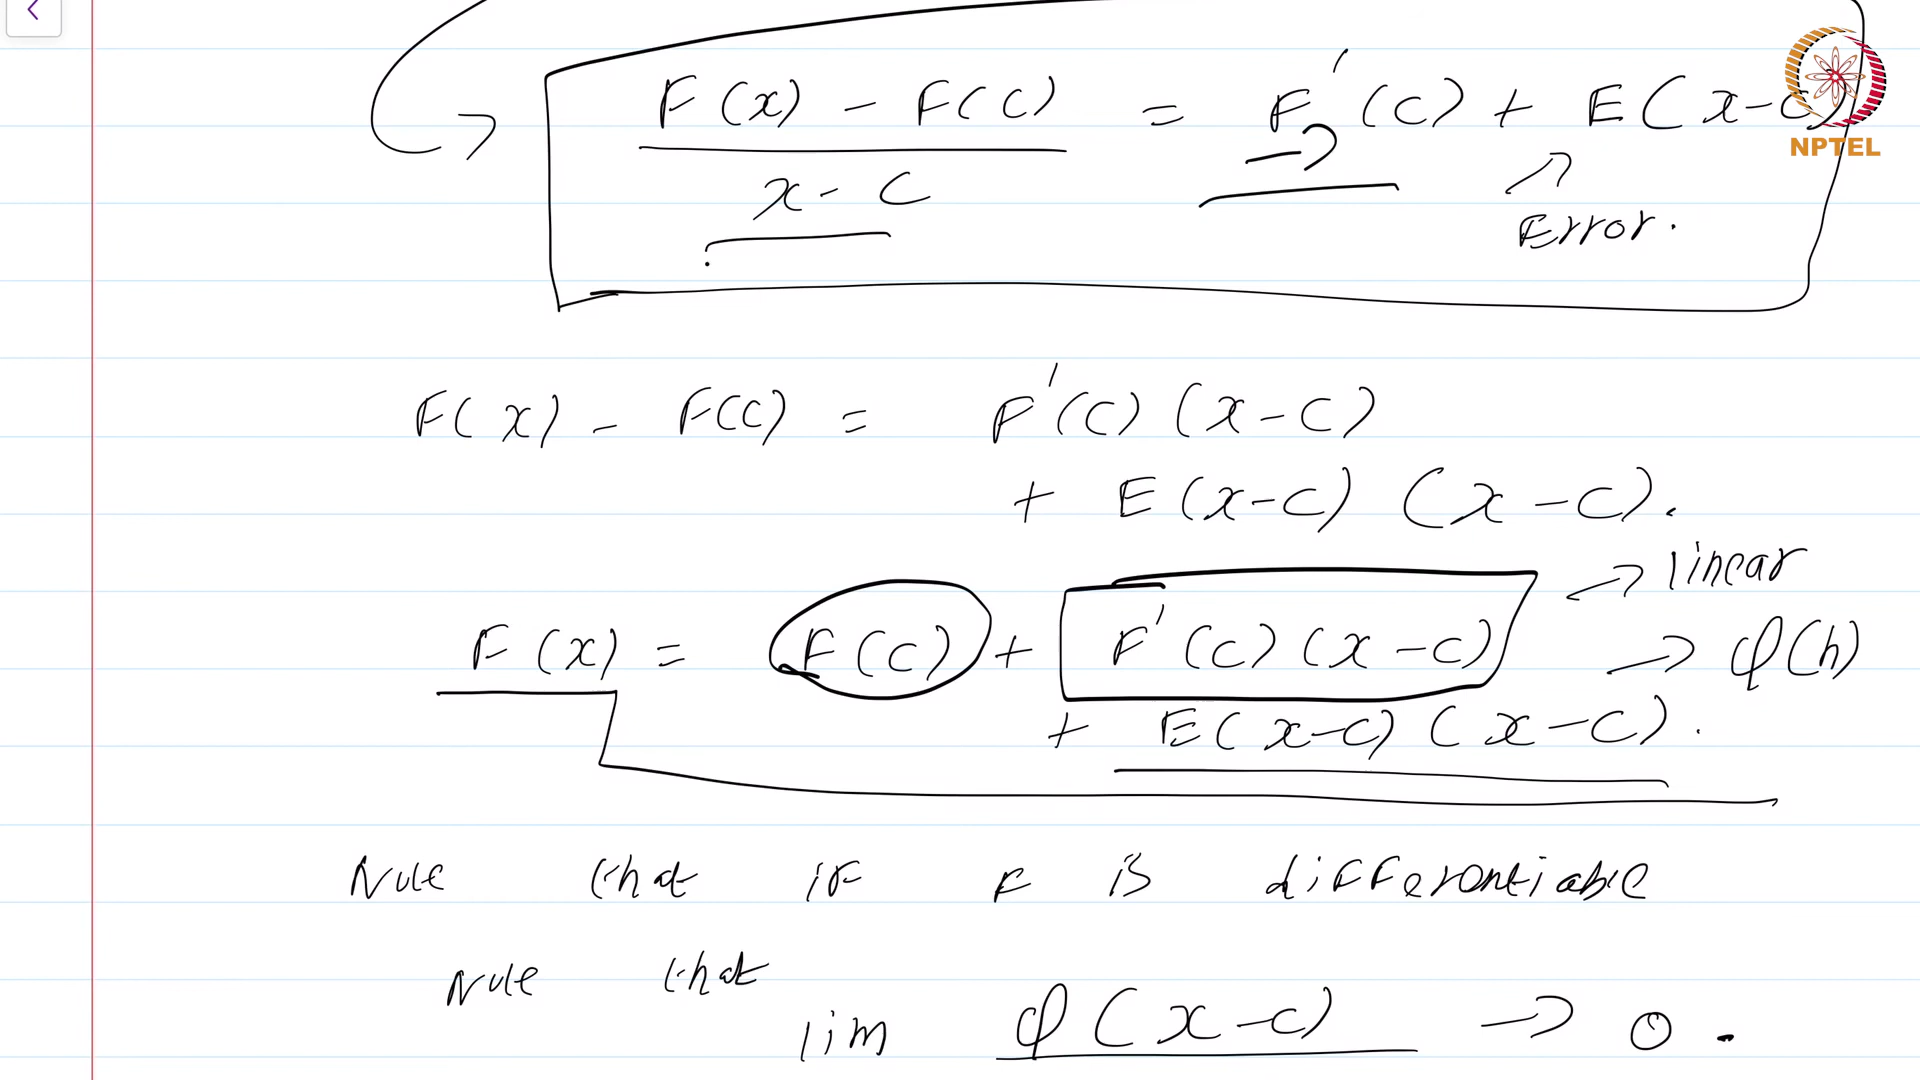 F(x) - F(c) = F'(c) + E(x-c)
x - c
Error.
NPTEL
F(x) - F(c) = F'(c) (x-c)
+ E(x-c) (x-c).
→ linear
F(x) = F(c) + F'(c)(x-c) → φ(h)
+ E(x-c) (x-c).
Note that if F is differentiable
Note that
lim φ(x-c) → 0.